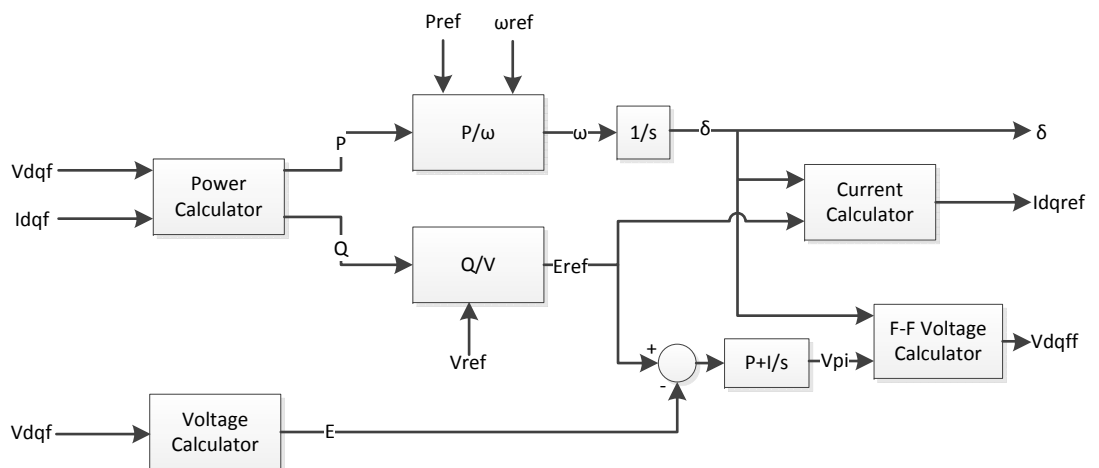 Pref
ωref
P/ω
ω
1/s
δ
δ
P
Vdqf
Idqf
Power
Calculator
Current
Calculator
Idqref
Q
Q/V
Eref
Vref
+
-
P+I/s
Vpi
F-F Voltage
Calculator
Vdqff
Vdqf
Voltage
Calculator
E